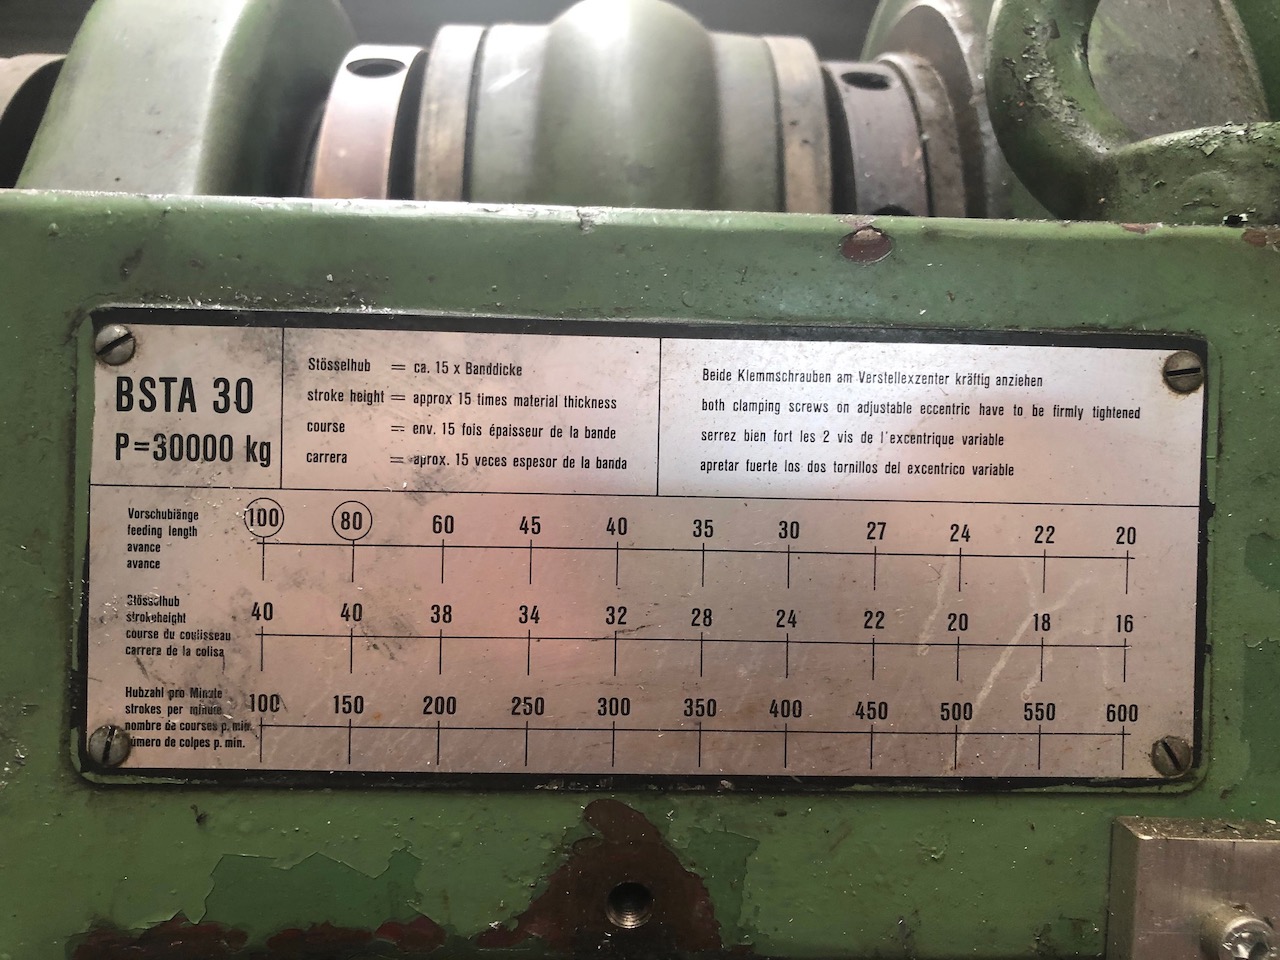 BSTA 30
P=30000 kg
Stösselhub = ca. 15 x Banddicke
stroke height = approx 15 times material thickness
course = env. 15 fois épaisseur de la bande
carrera = aprox. 15 veces espesor de la banda
Beide Klemmschrauben am Verstellexzenter kräftig anziehen
both clamping screws on adjustable eccentric have to be firmly tightened
serrez bien fort les 2 vis de l'excentrique variable
apretar fuerte los dos tornillos del excentrico variable
Vorschubiänge
feeding length
avance
avance
100 80 60 45 40 35 30 27 24 22 20
Stösselhub
strokeheight
course du coulisseau
carrera de la colisa
40 40 38 34 32 28 24 22 20 18 16
Hubzahl pro Minute
strokes per minute
nombre de courses p. min.
número de colpes p. min.
100 150 200 250 300 350 400 450 500 550 600